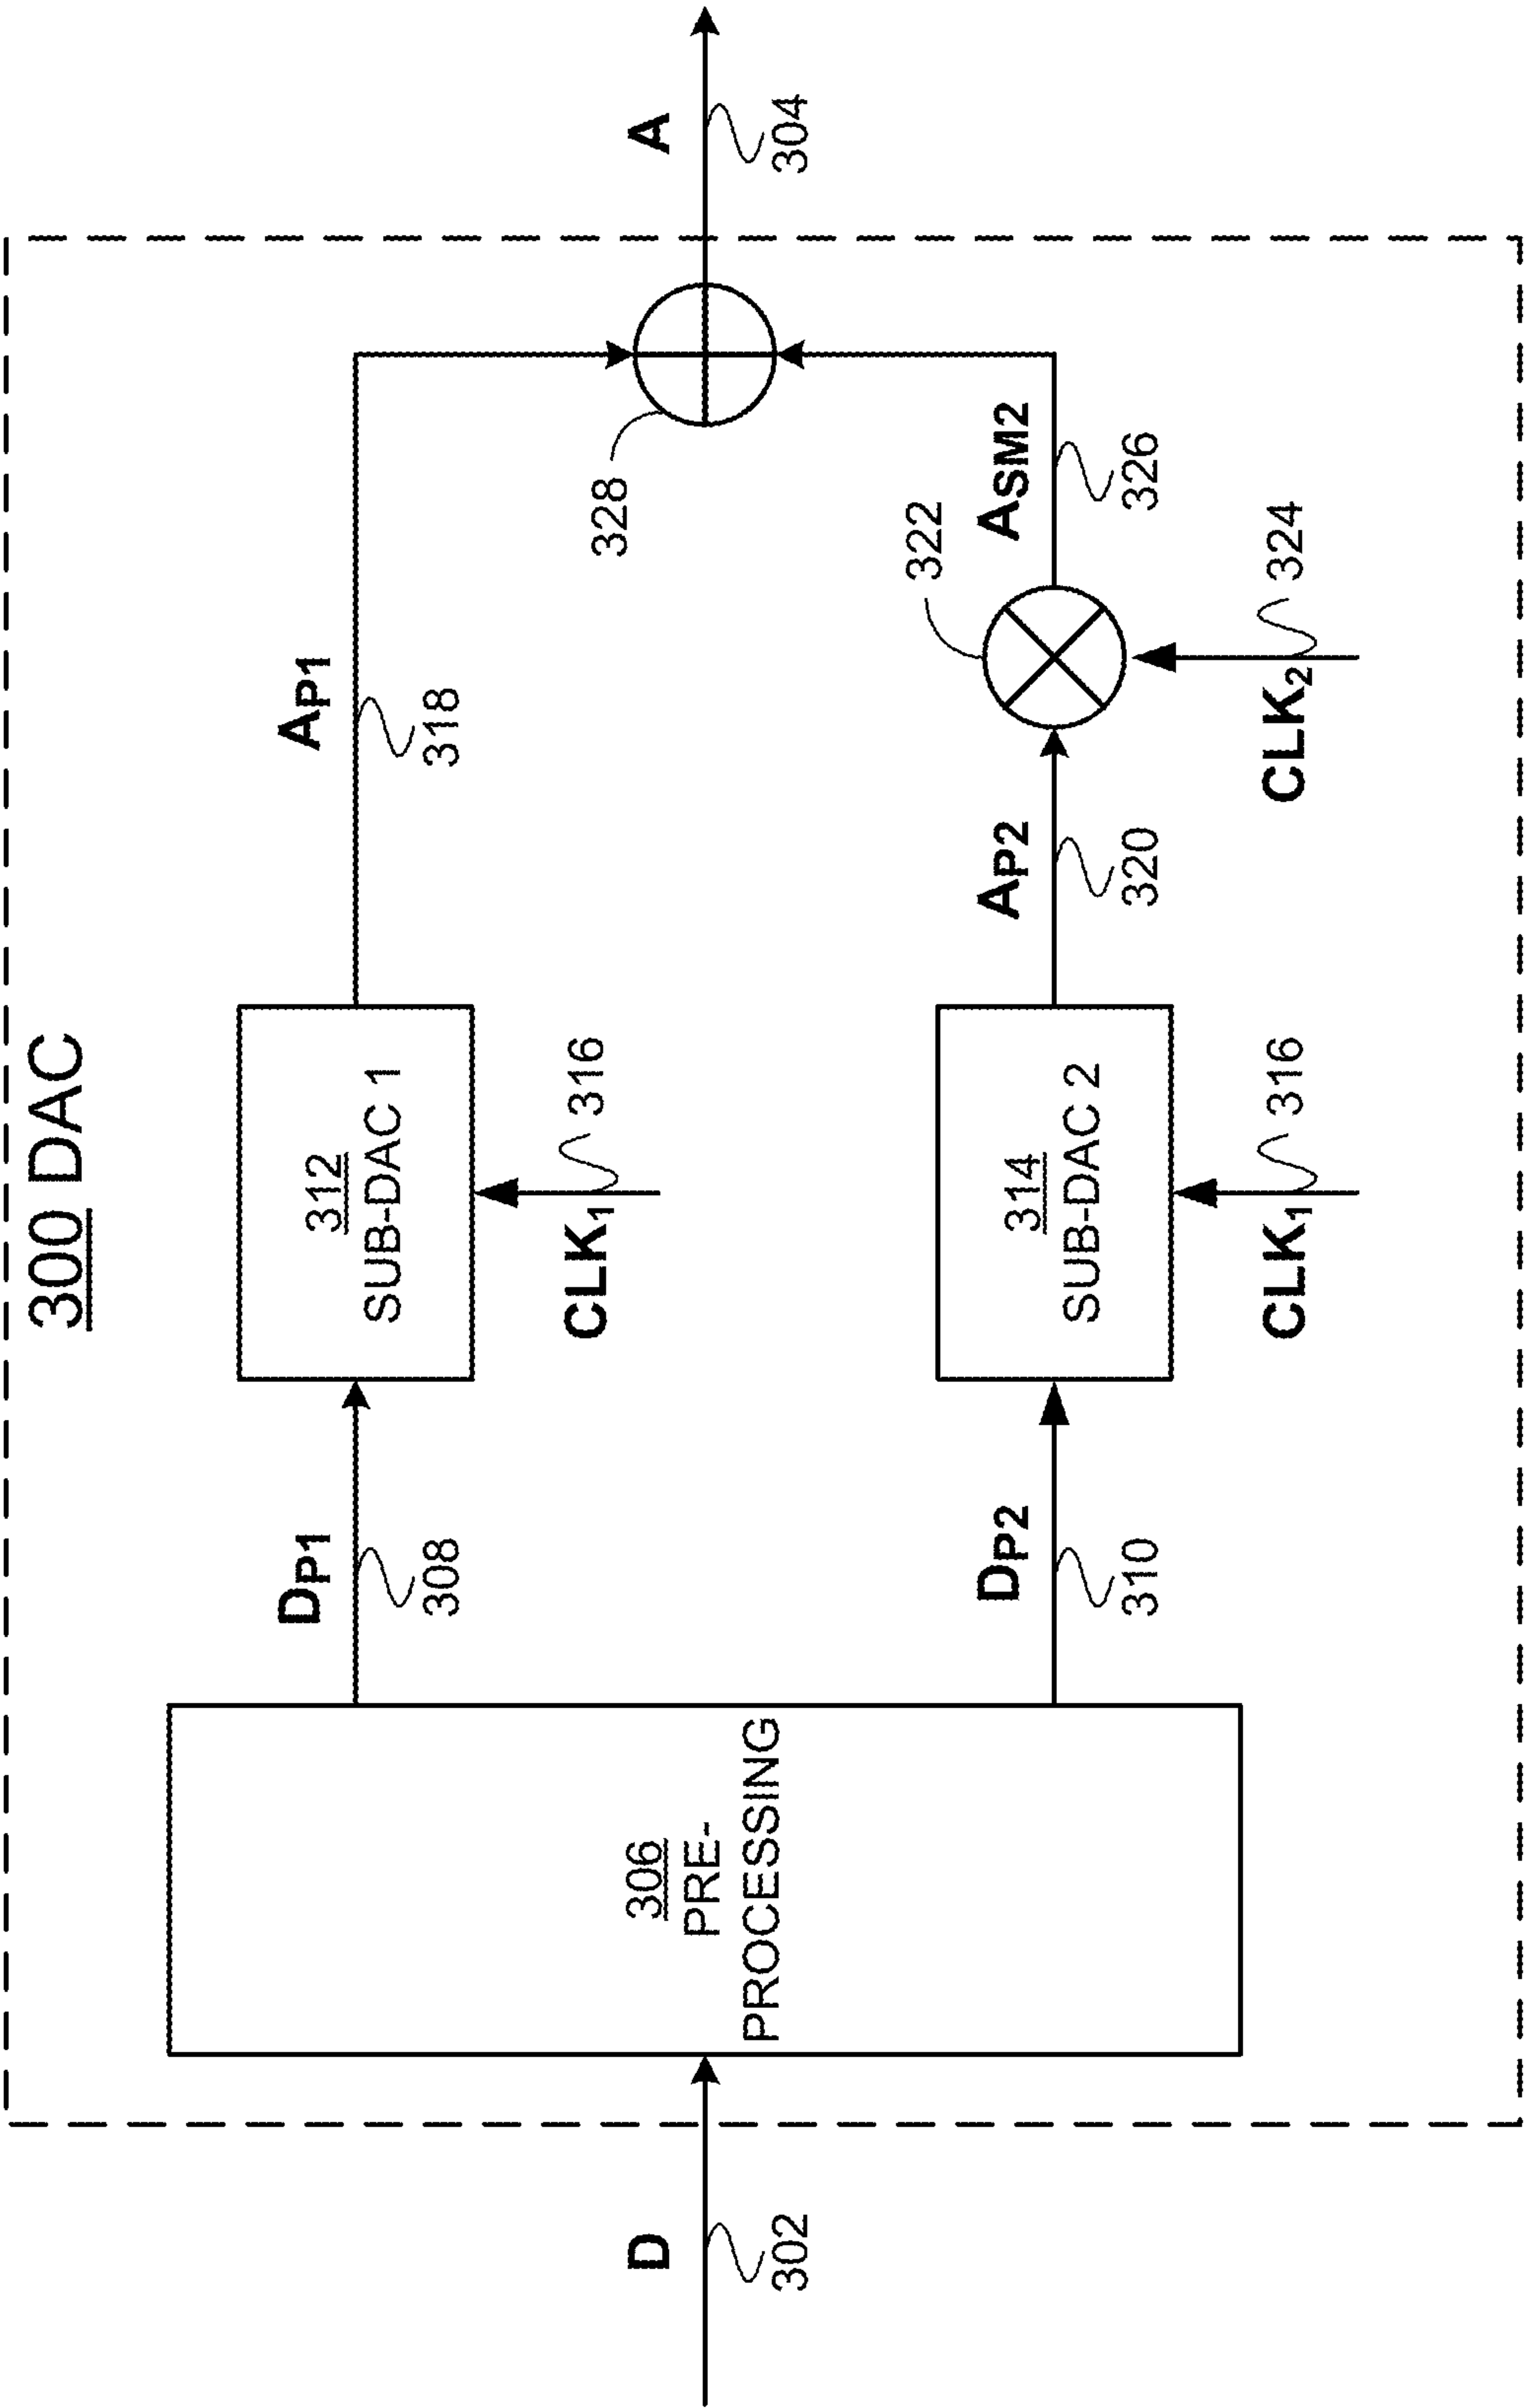 300 DAC
D
302
306
PRE-
PROCESSING
DP1
308
312
SUB-DAC 1
CLK1
316
AP1
318
328
A
304
DP2
310
314
SUB-DAC 2
CLK1
316
AP2
320
322
CLK2
324
ASM2
326